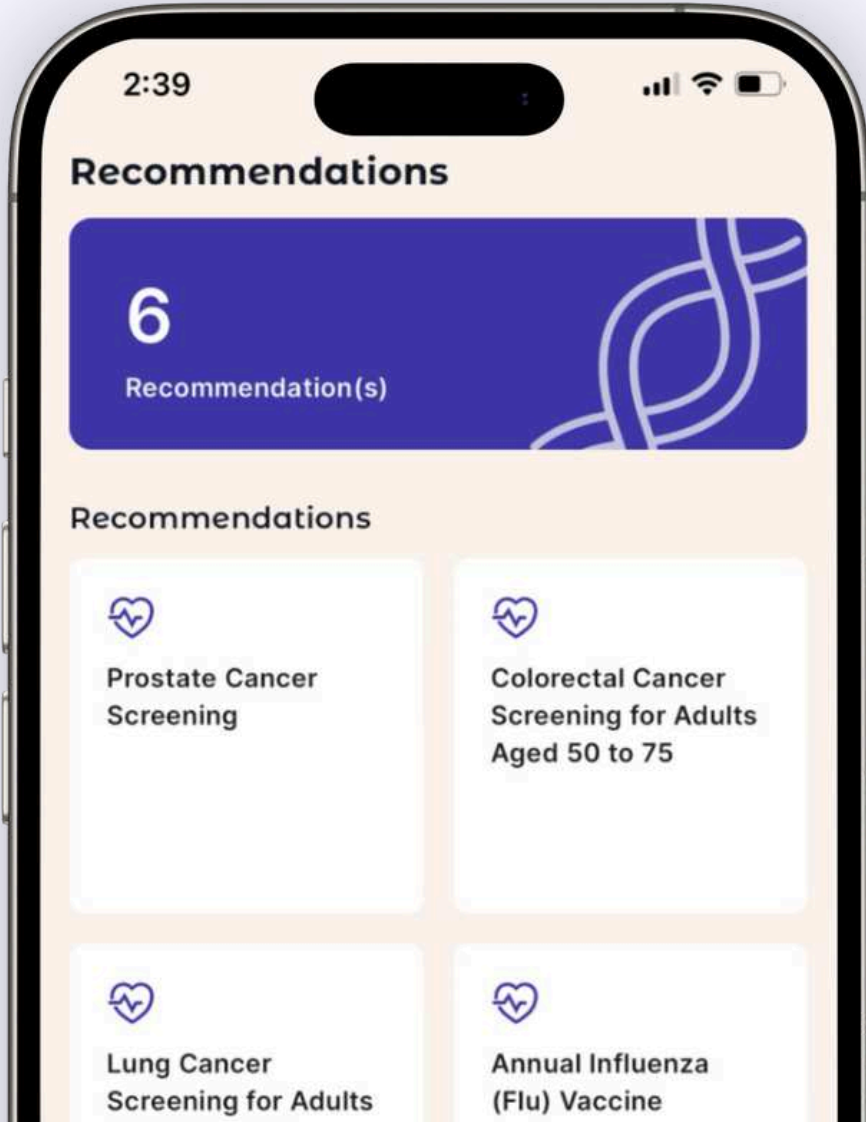 2:39
Recommendations
6
Recommendation(s)
Recommendations
Prostate Cancer
Screening
Colorectal Cancer
Screening for Adults
Aged 50 to 75
Lung Cancer
Screening for Adults
Annual Influenza
(Flu) Vaccine